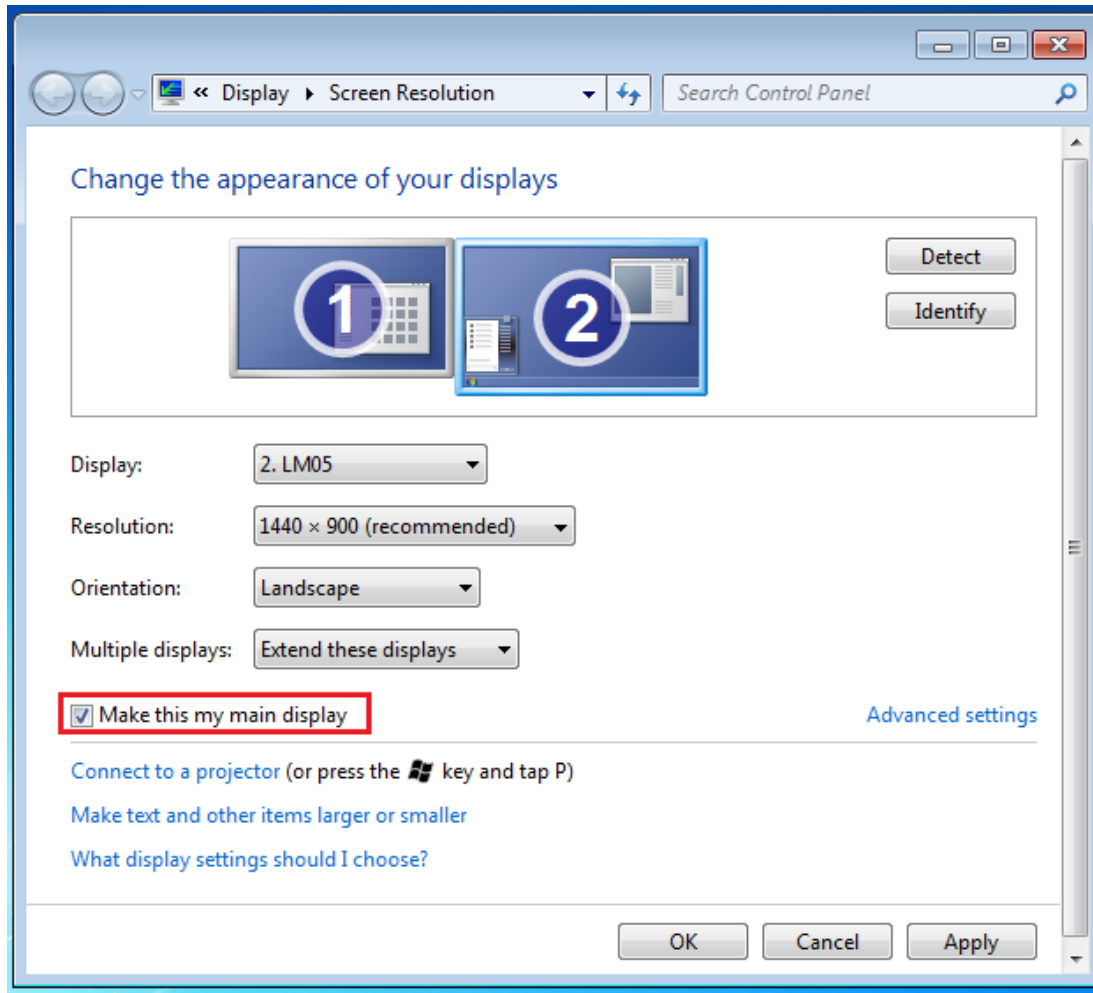 « Display ▸ Screen Resolution
Search Control Panel
Change the appearance of your displays
1
2
Detect
Identify
Display: 2. LM05
Resolution: 1440 × 900 (recommended)
Orientation: Landscape
Multiple displays: Extend these displays
Make this my main display
Advanced settings
Connect to a projector (or press the key and tap P)
Make text and other items larger or smaller
What display settings should I choose?
OK Cancel Apply